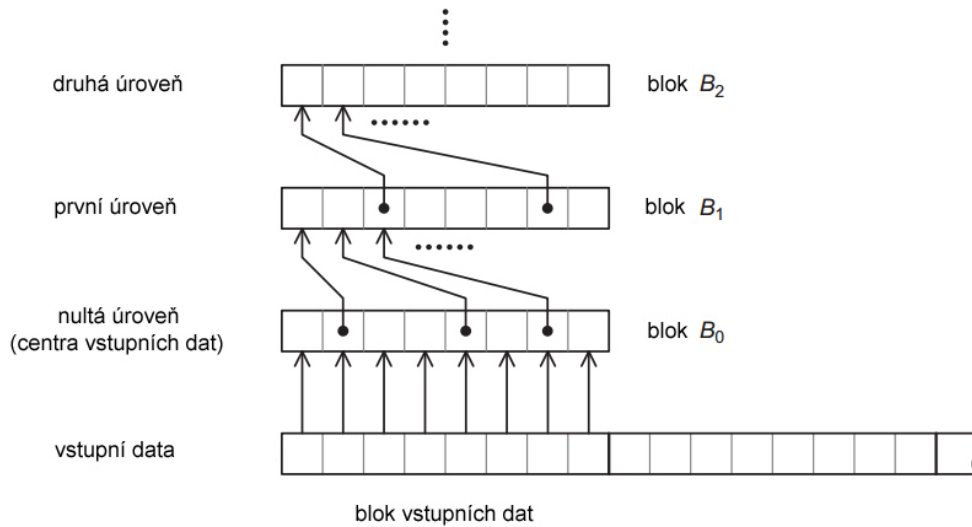 druhá úroveň
blok B₂
první úroveň
blok B₁
nultá úroveň
(centra vstupních dat)
blok B₀
vstupní data
blok vstupních dat